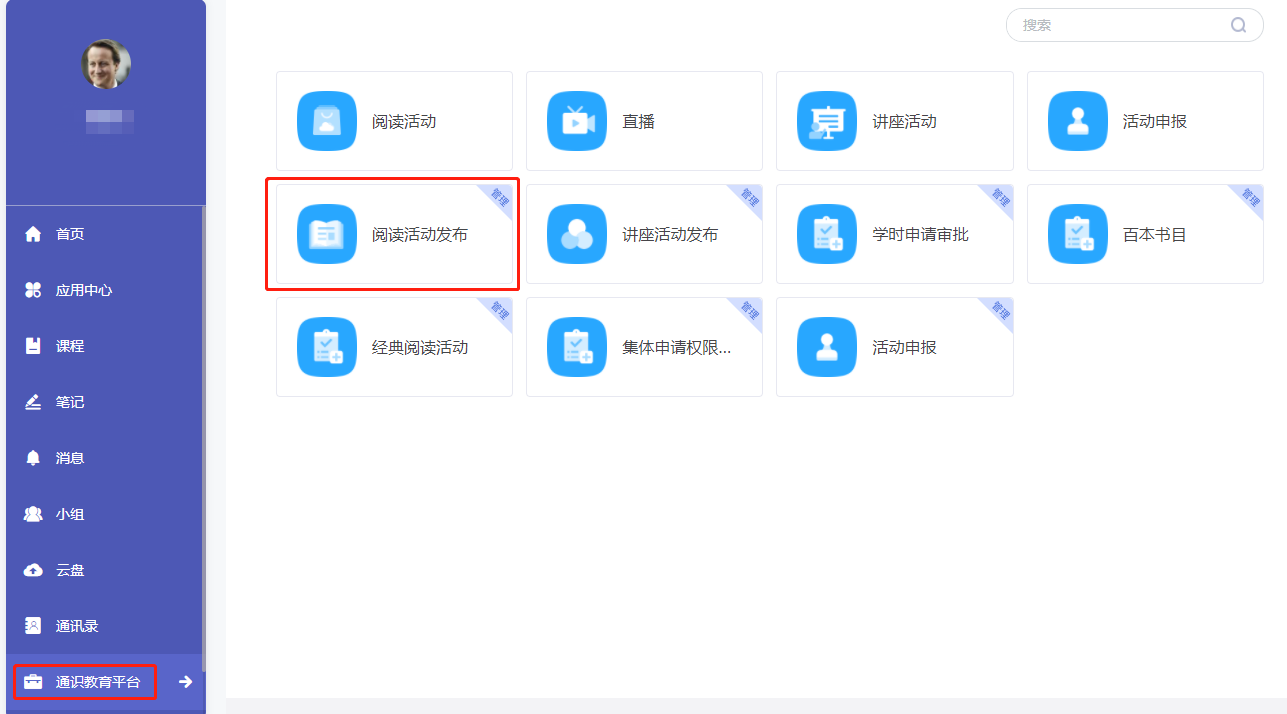 搜索
阅读活动
直播
讲座活动
活动申报
管理
阅读活动发布
管理
讲座活动发布
管理
学时申请审批
管理
百本书目
管理
经典阅读活动
管理
集体申请权限...
管理
活动申报
首页
应用中心
课程
笔记
消息
小组
云盘
通讯录
通识教育平台